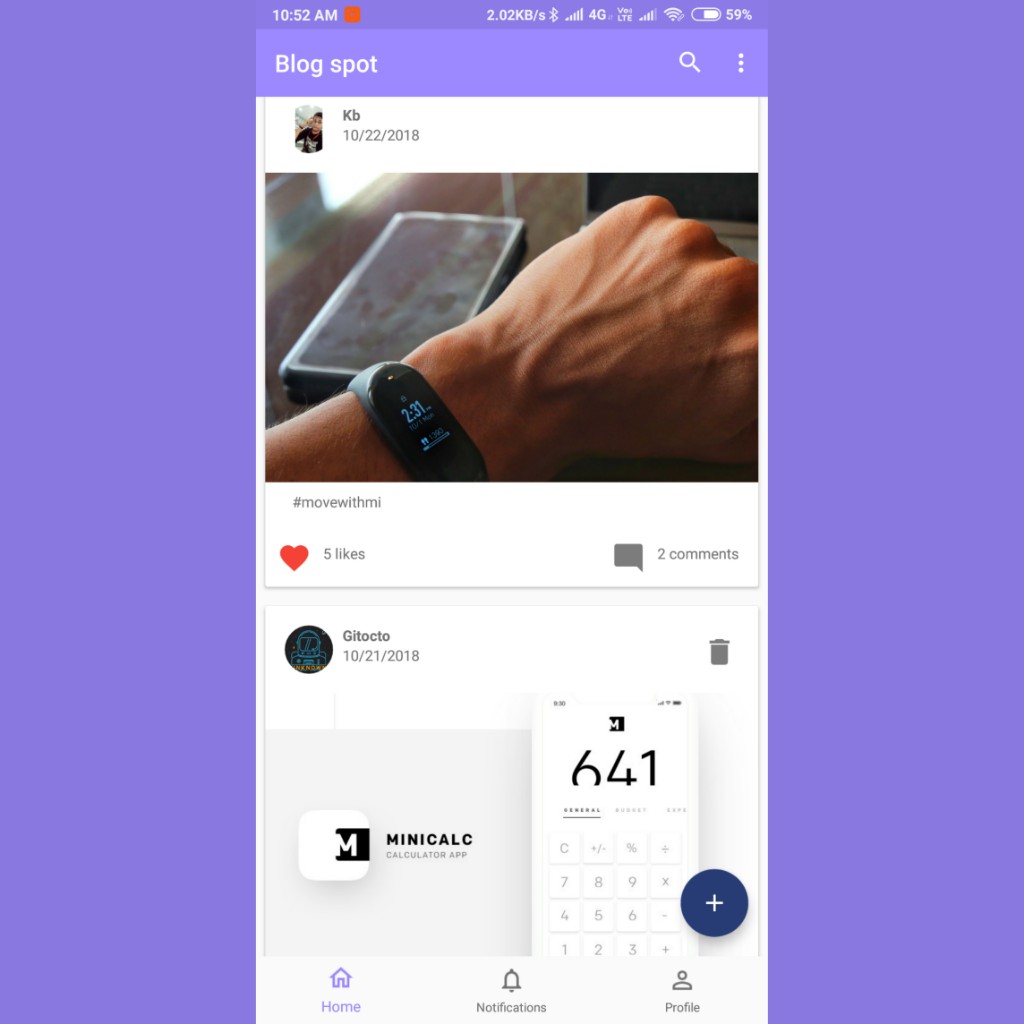 10:52 AM 2.02KB/s 4G Vo) LTE 59%
Blog spot
Kb
10/22/2018
2:31
#movewithmi
5 likes 2 comments
Gitocto
10/21/2018
9:30
M
641
GENERAL BUDGET EXPE
M MINICALC
CALCULATOR APP
C +/- % ÷
7 8 9 x
4 5 6 -
1 2 3 +
+
Home Notifications Profile